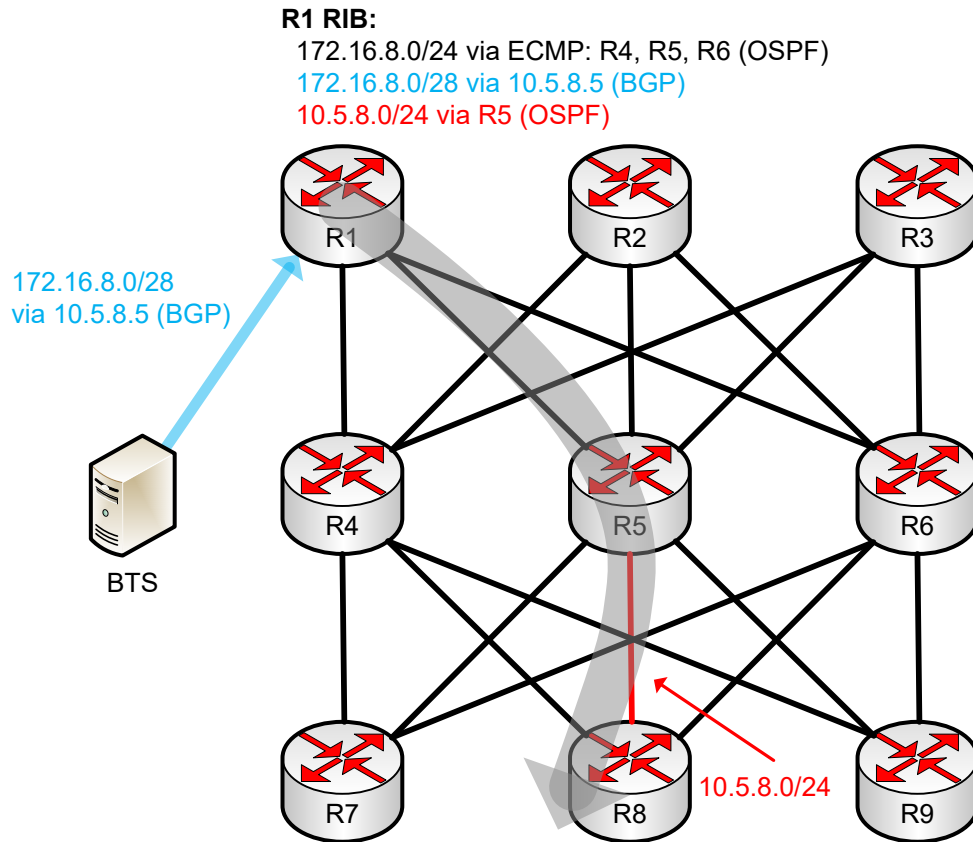 R1 RIB:
172.16.8.0/24 via ECMP: R4, R5, R6 (OSPF)
172.16.8.0/28 via 10.5.8.5 (BGP)
10.5.8.0/24 via R5 (OSPF)
R1
R2
R3
172.16.8.0/28
via 10.5.8.5 (BGP)
BTS
R4
R5
R6
10.5.8.0/24
R7
R8
R9